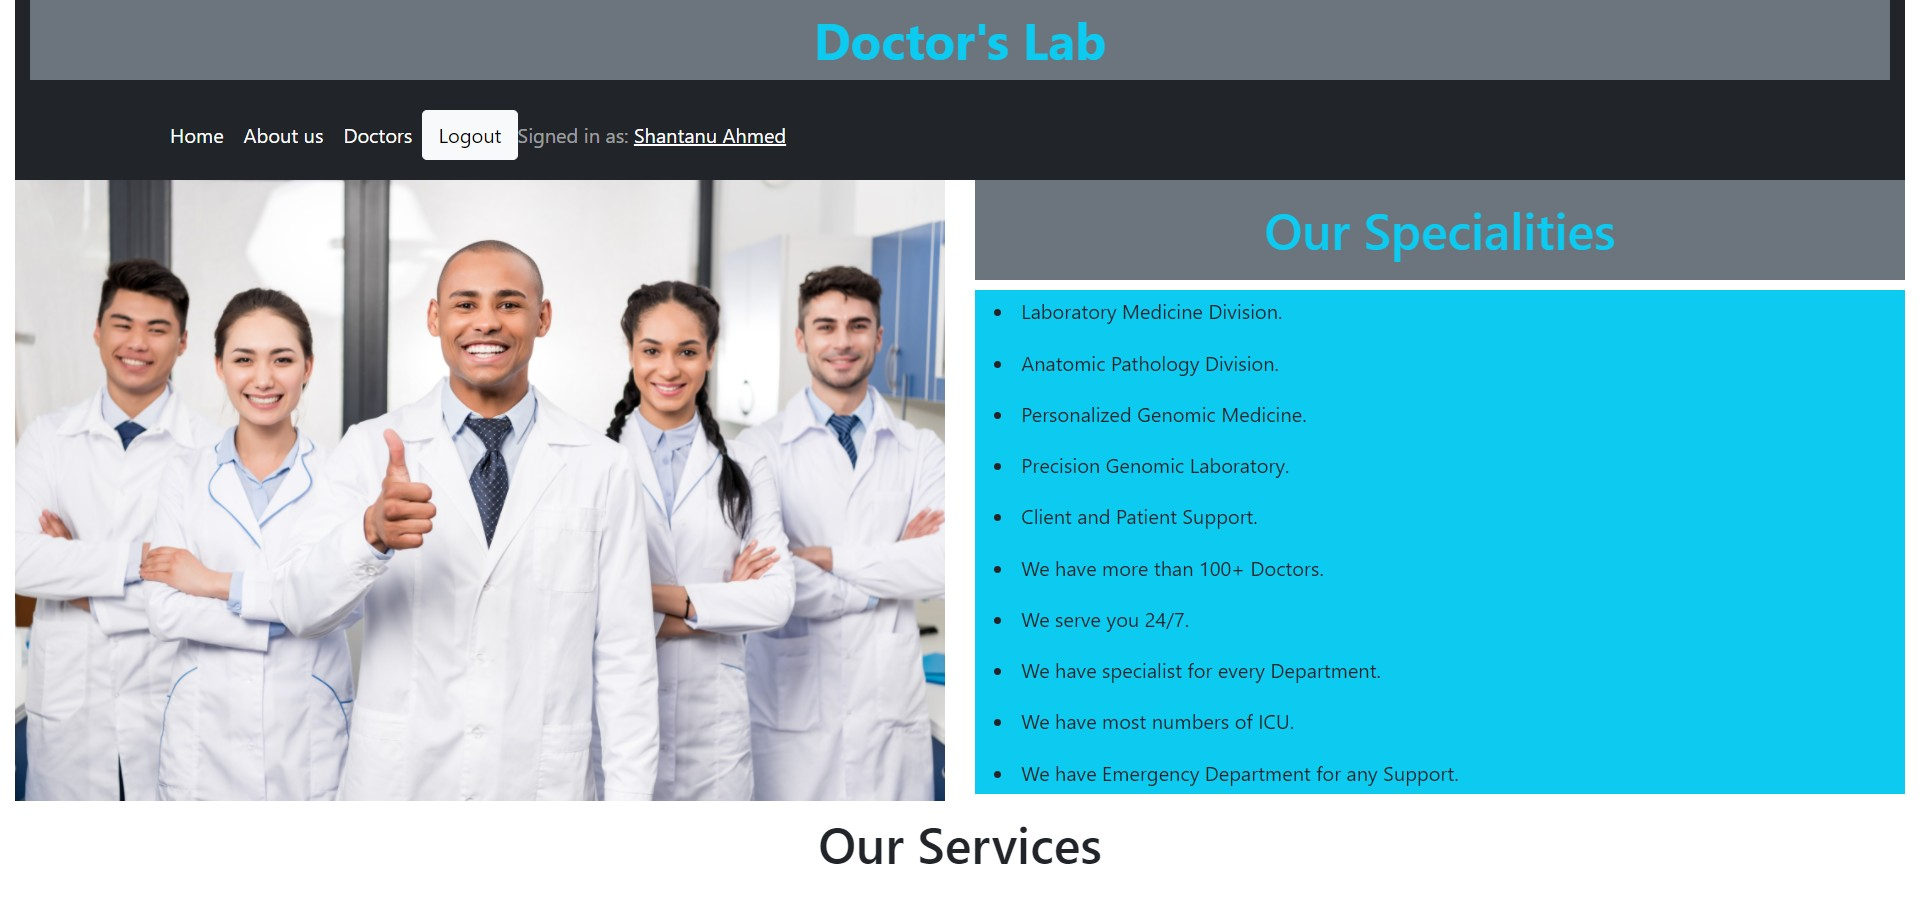 Doctor's Lab
Home About us Doctors Logout Signed in as: Shantanu Ahmed
Our Specialities
Laboratory Medicine Division.
Anatomic Pathology Division.
Personalized Genomic Medicine.
Precision Genomic Laboratory.
Client and Patient Support.
We have more than 100+ Doctors.
We serve you 24/7.
We have specialist for every Department.
We have most numbers of ICU.
We have Emergency Department for any Support.
Our Services